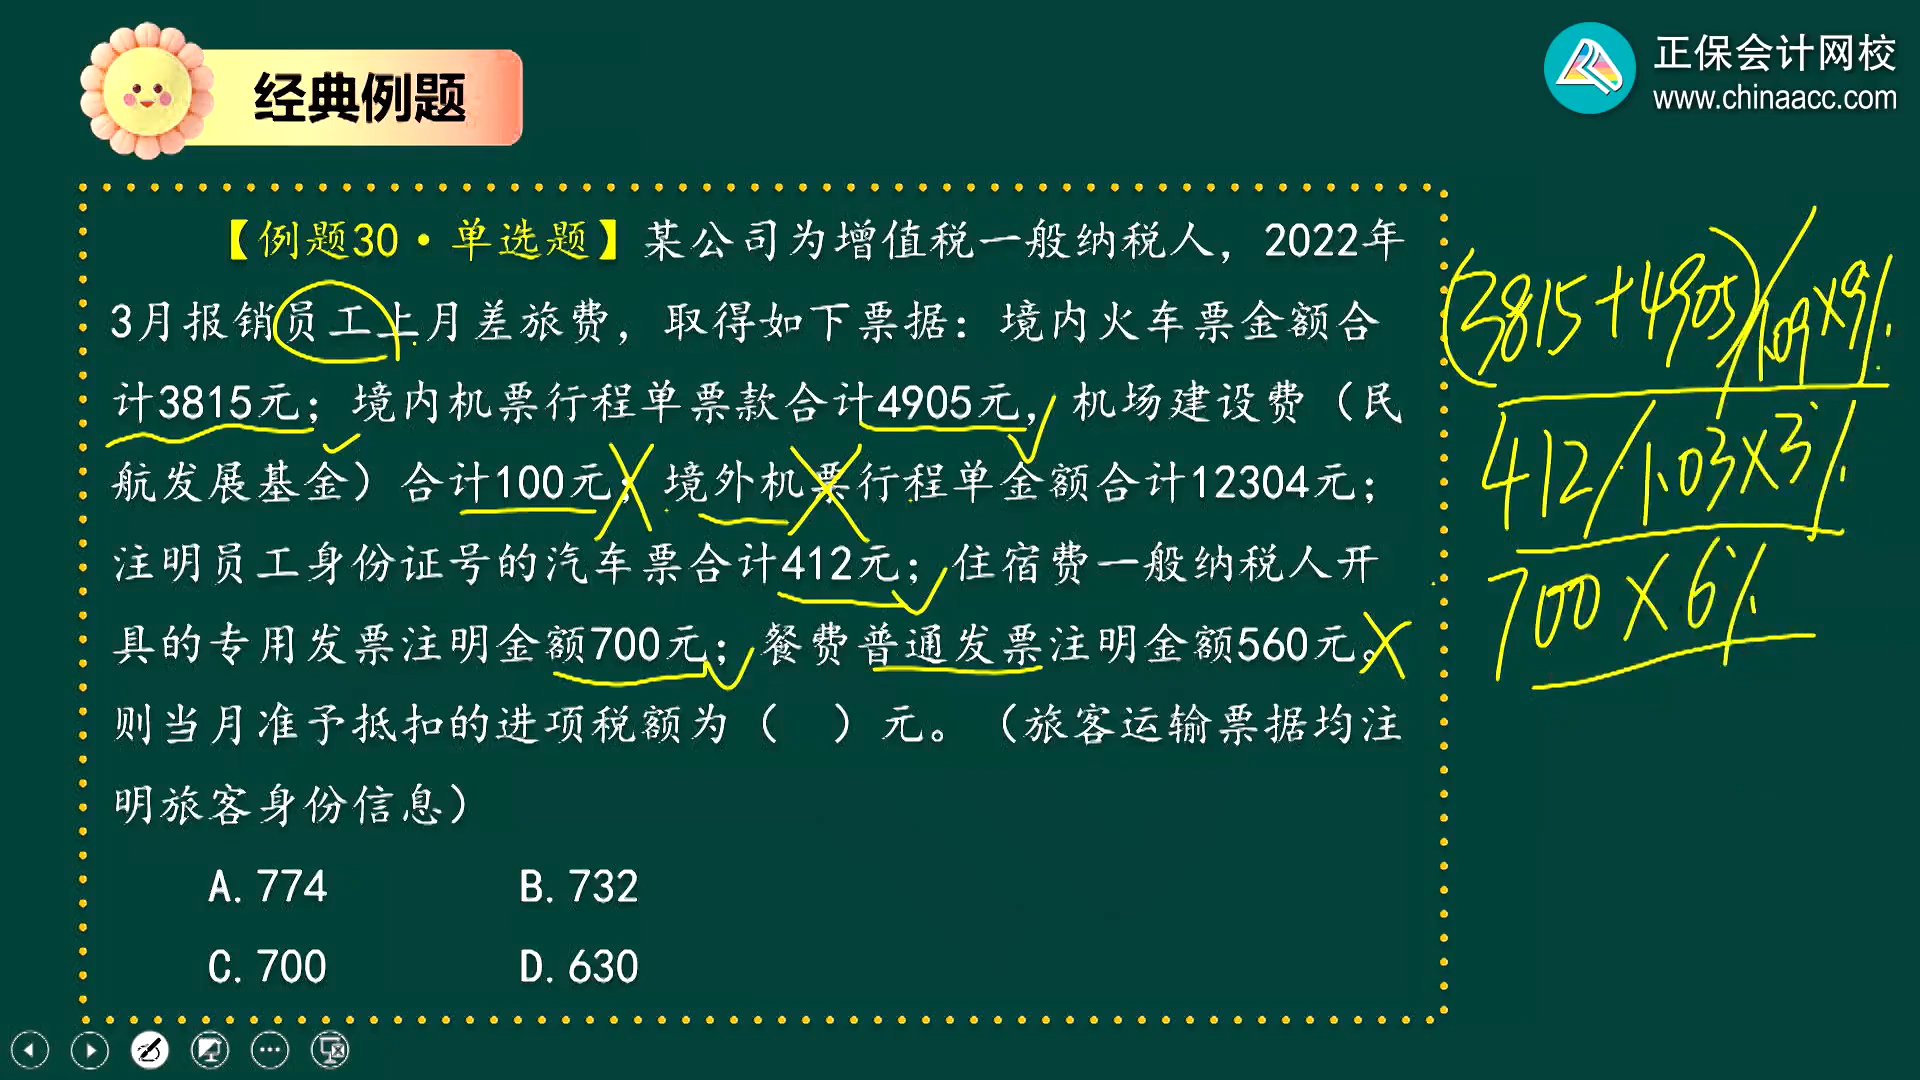 经典例题
正保会计网校
www.chinaacc.com
【例题30·单选题】某公司为增值税一般纳税人，2022年
3月报销员工上月差旅费，取得如下票据：境内火车票金额合
计3815元；境内机票行程单票款合计4905元，机场建设费（民
航发展基金）合计100元；境外机票行程单金额合计12304元；
注明员工身份证号的汽车票合计412元；住宿费一般纳税人开
具的专用发票注明金额700元；餐费普通发票注明金额560元。
则当月准予抵扣的进项税额为（　）元。（旅客运输票据均注
明旅客身份信息）
A. 774
B. 732
C. 700
D. 630
(3815+4905)/1.09×9%
412/1.03×3%
700×6%